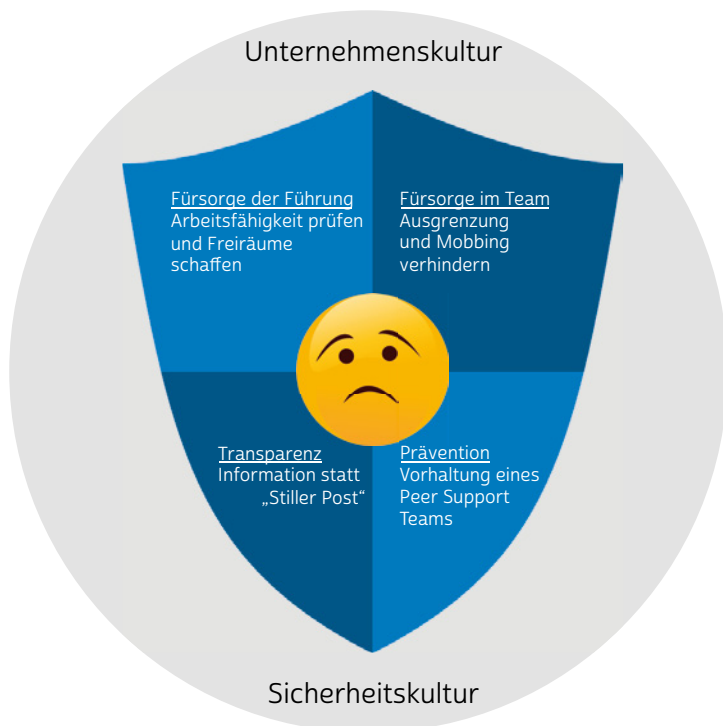 Unternehmenskultur
Fürsorge der Führung
Arbeitsfähigkeit prüfen
und Freiräume
schaffen
Fürsorge im Team
Ausgrenzung
und Mobbing
verhindern
Transparenz
Information statt
„Stiller Post“
Prävention
Vorhaltung eines
Peer Support
Teams
Sicherheitskultur